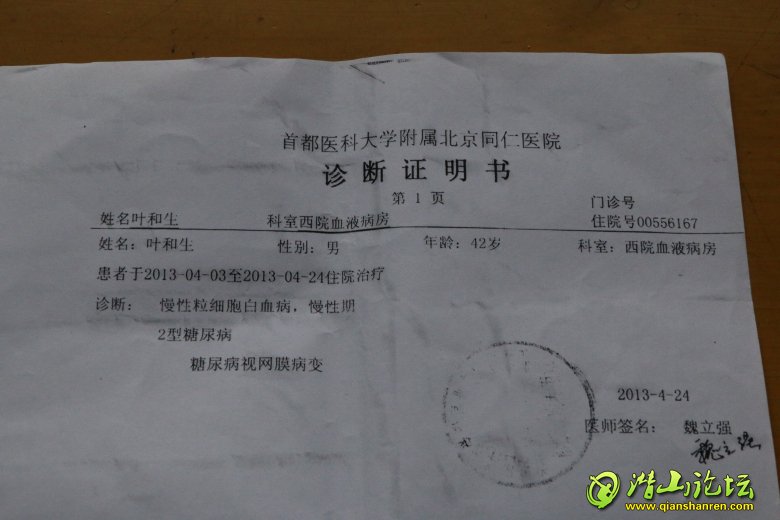 首都医科大学附属北京同仁医院
诊断证明书
第 1 页
门诊号
姓名叶和生 科室西院血液病房 住院号00556167
姓名：叶和生 性别：男 年龄：42岁 科室：西院血液病房
患者于2013-04-03至2013-04-24住院治疗
诊断： 慢性粒细胞白血病，慢性期
2型糖尿病
糖尿病视网膜病变
2013-4-24
医师签名： 魏立强
魏立强
潜山论坛
www.qianshanren.com